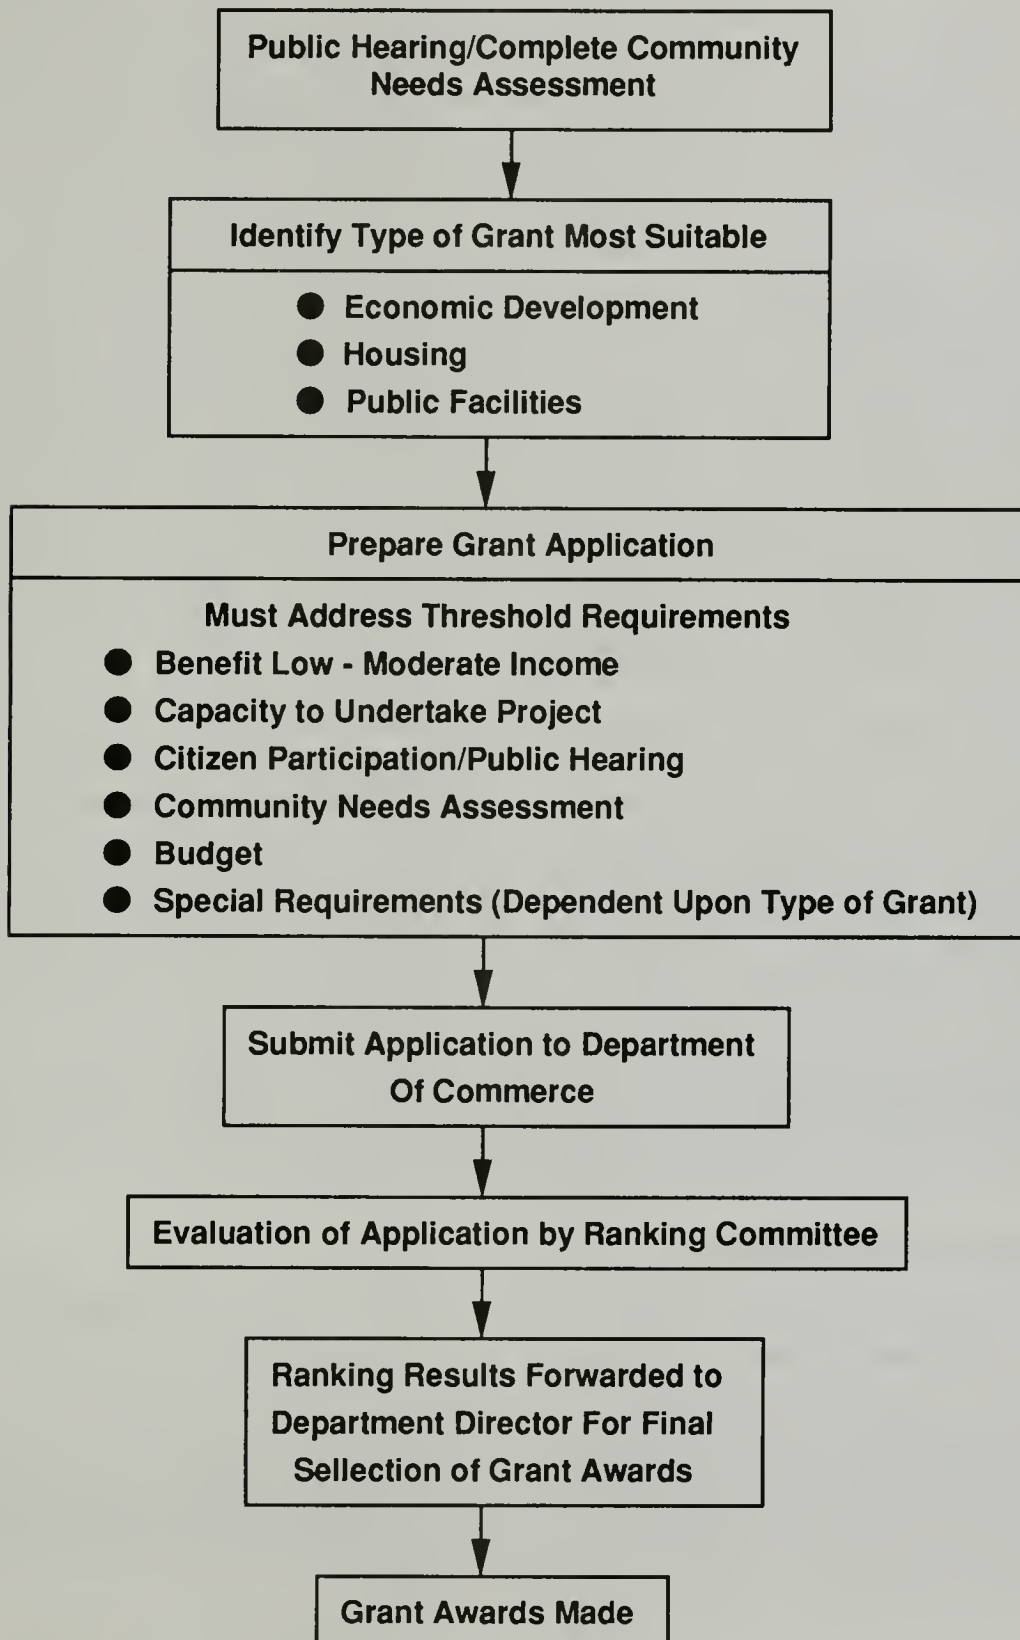 Public Hearing/Complete Community
Needs Assessment
Identify Type of Grant Most Suitable
● Economic Development
● Housing
● Public Facilities
Prepare Grant Application
Must Address Threshold Requirements
● Benefit Low - Moderate Income
● Capacity to Undertake Project
● Citizen Participation/Public Hearing
● Community Needs Assessment
● Budget
● Special Requirements (Dependent Upon Type of Grant)
Submit Application to Department
Of Commerce
Evaluation of Application by Ranking Committee
Ranking Results Forwarded to
Department Director For Final
Sellection of Grant Awards
Grant Awards Made